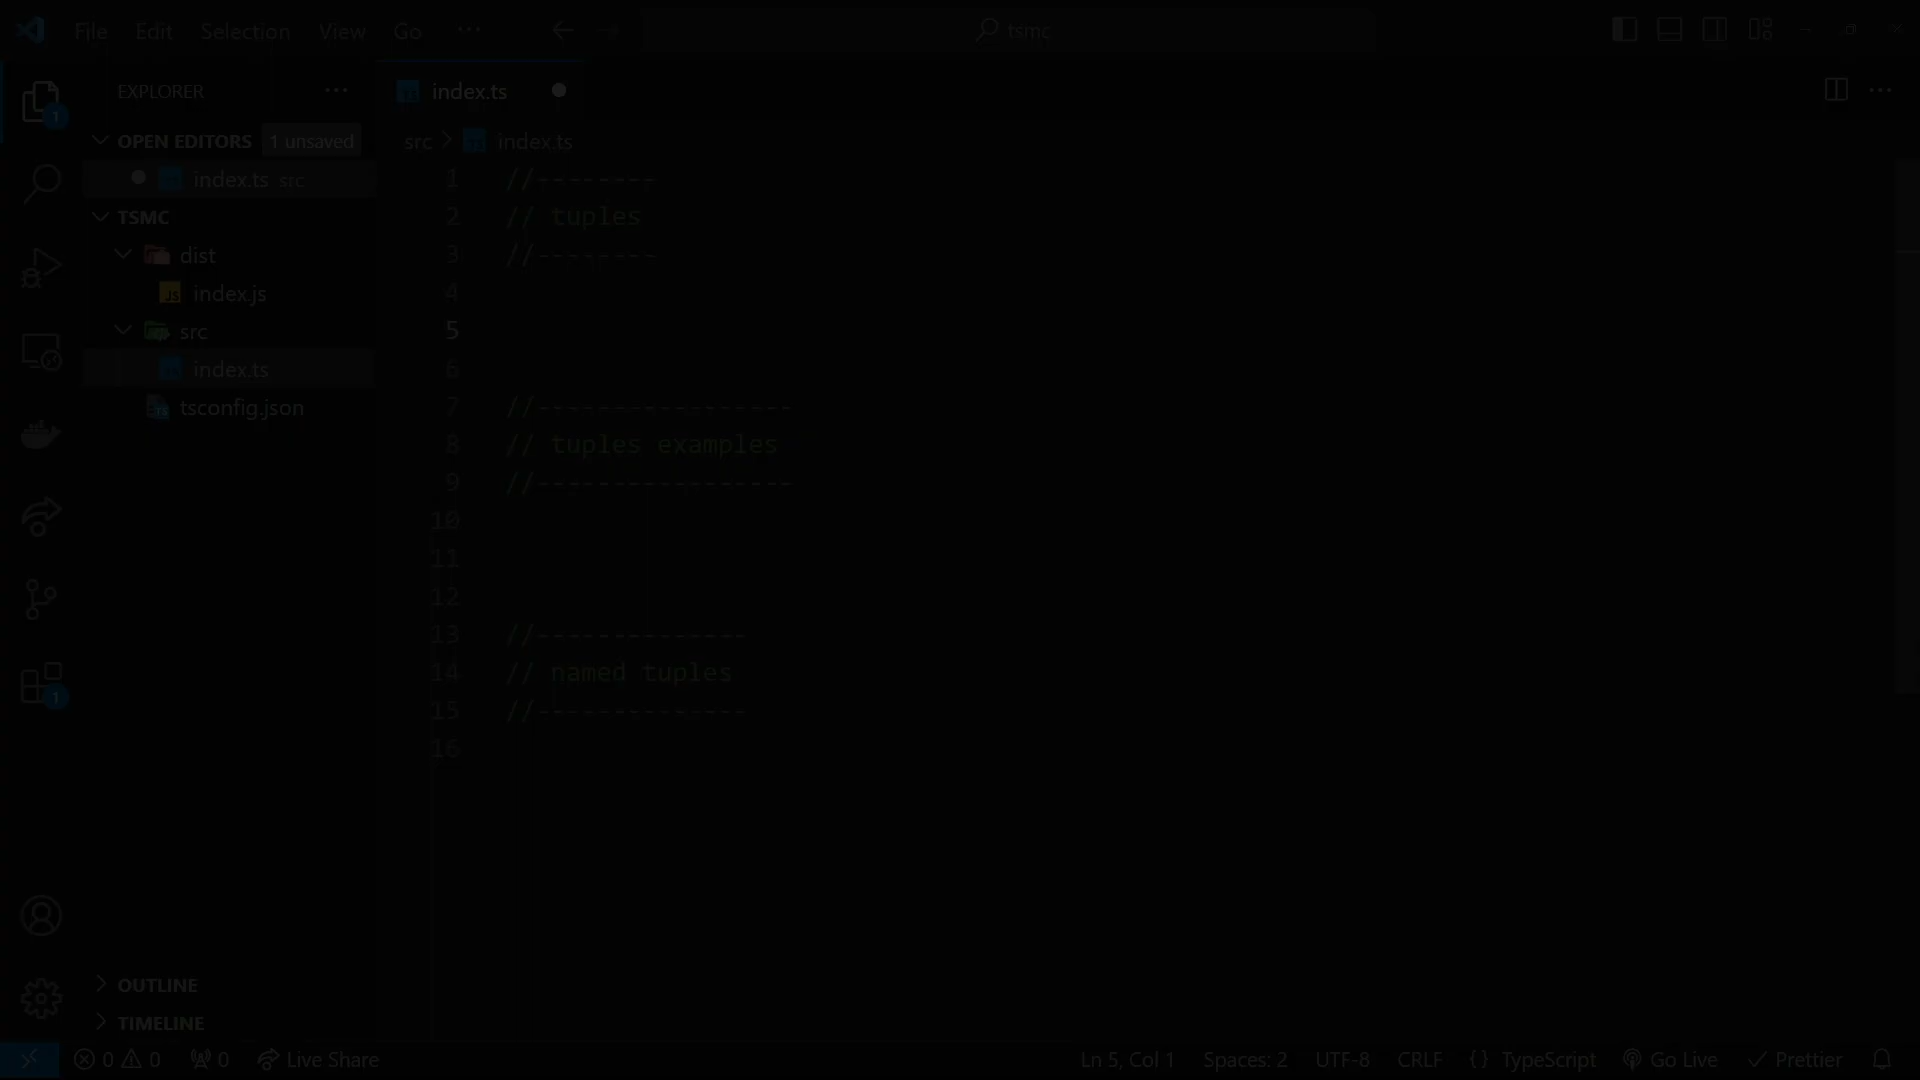 File Edit Selection View Go ··· tsmc
EXPLORER ···
OPEN EDITORS 1 unsaved
index.ts src
TSMC
dist
JS index.js
src
index.ts
tsconfig.json
OUTLINE
TIMELINE
index.ts
src > index.ts
1 //--------
2 // tuples
3 //--------
4
5
6
7 //-----------------
8 // tuples examples
9 //-----------------
10
11
12
13 //--------------
14 // named tuples
15 //--------------
16
1
1
0 0 0 Live Share Ln 5, Col 1 Spaces: 2 UTF-8 CRLF {} TypeScript Go Live Prettier